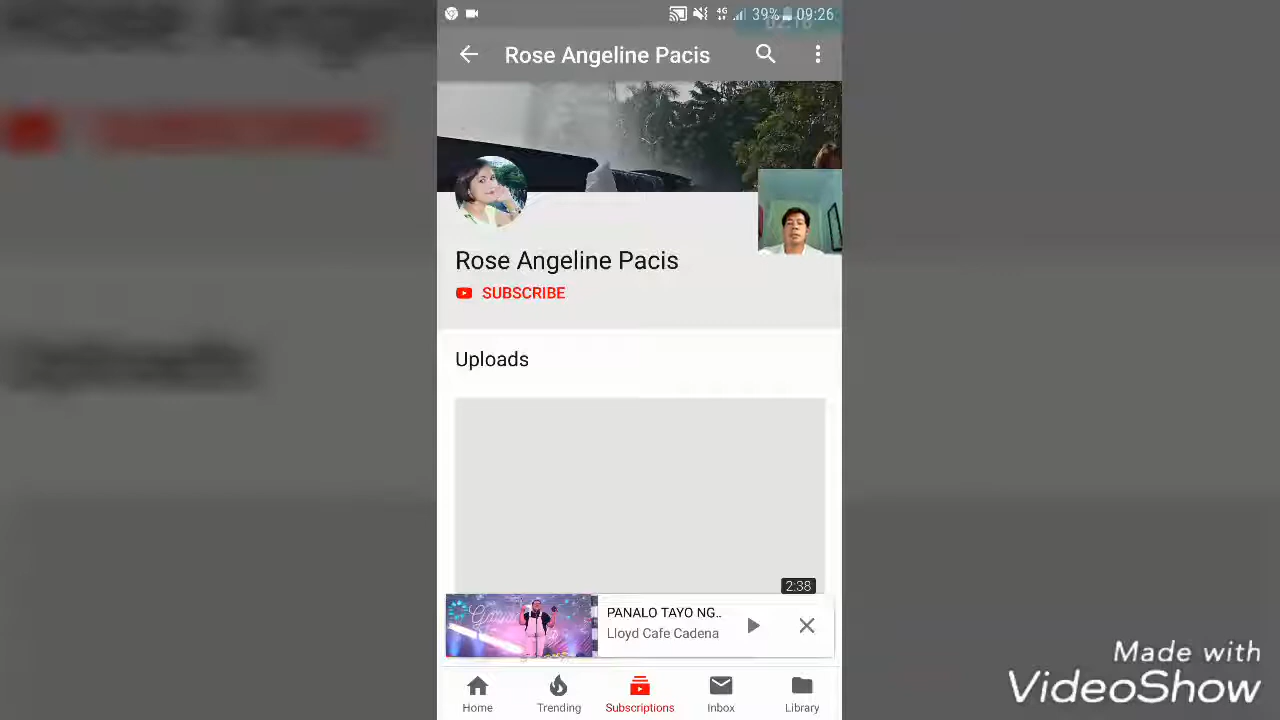 4G 39% 09:26
Rose Angeline Pacis
Rose Angeline Pacis
SUBSCRIBE
Uploads
2:38
PANALO TAYO NG..
Lloyd Cafe Cadena
Home Trending Subscriptions Inbox Library
Made with
VideoShow